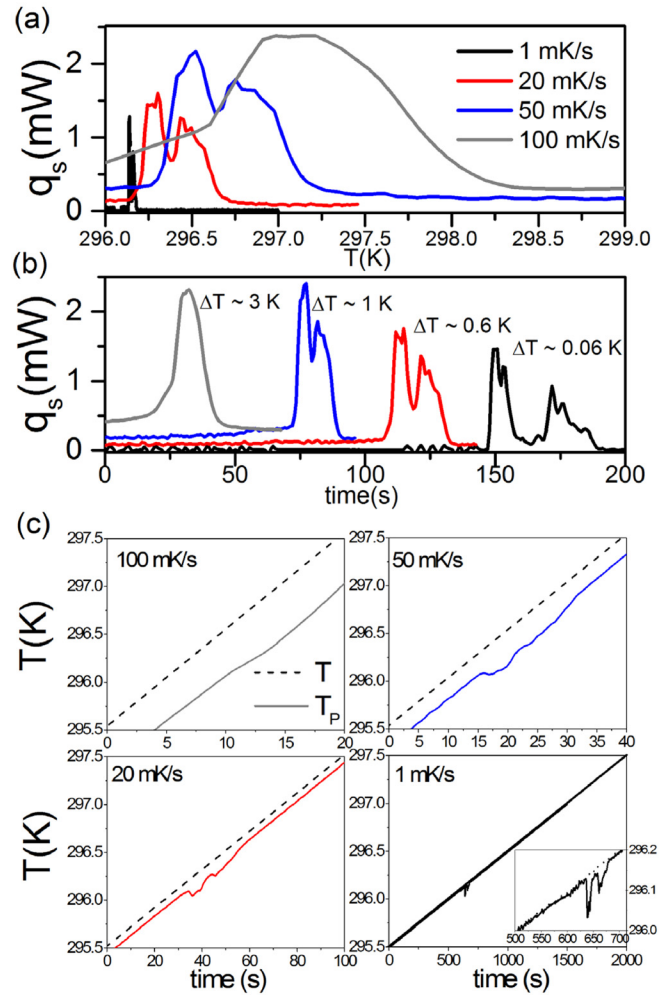 (a)
qs(mW)
2
1
0
1 mK/s
20 mK/s
50 mK/s
100 mK/s
296.0 296.5 297.0 297.5 298.0 298.5 299.0
T(K)
(b)
qs(mW)
2
1
0
ΔT ~ 3 K
ΔT ~ 1 K
ΔT ~ 0.6 K
ΔT ~ 0.06 K
0 50 100 150 200
time(s)
(c)
T(K)
297.5
297.0
296.5
296.0
295.5
100 mK/s
T
TP
0 5 10 15 20
297.5
297.0
296.5
296.0
295.5
50 mK/s
0 5 10 15 20 25 30 35 40
T(K)
297.5
297.0
296.5
296.0
295.5
20 mK/s
0 20 40 60 80 100
time (s)
297.5
297.0
296.5
296.0
295.5
1 mK/s
296.2
296.1
296.0
500 550 600 650 700
0 500 1000 1500 2000
time (s)